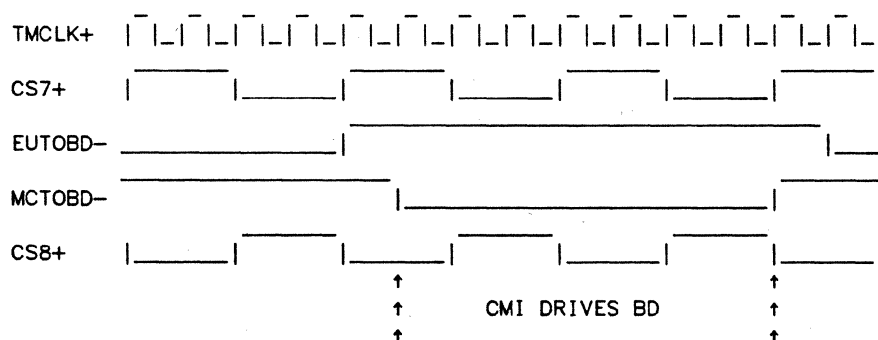 TMCLK+
CS7+
EUTOBD-
MCTOBD-
CS8+
CMI DRIVES BD